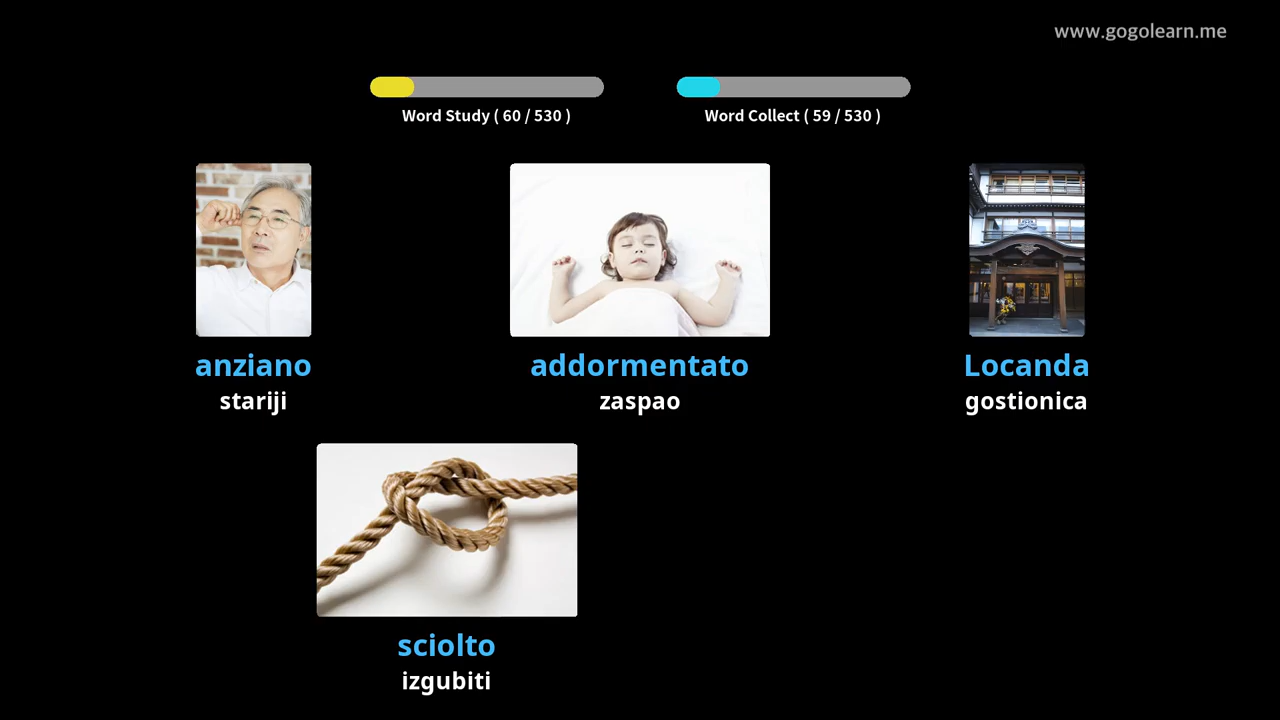 www.gogolearn.me
Word Study ( 60 / 530 )
Word Collect ( 59 / 530 )
anziano
stariji
addormentato
zaspao
Locanda
gostionica
sciolto
izgubiti